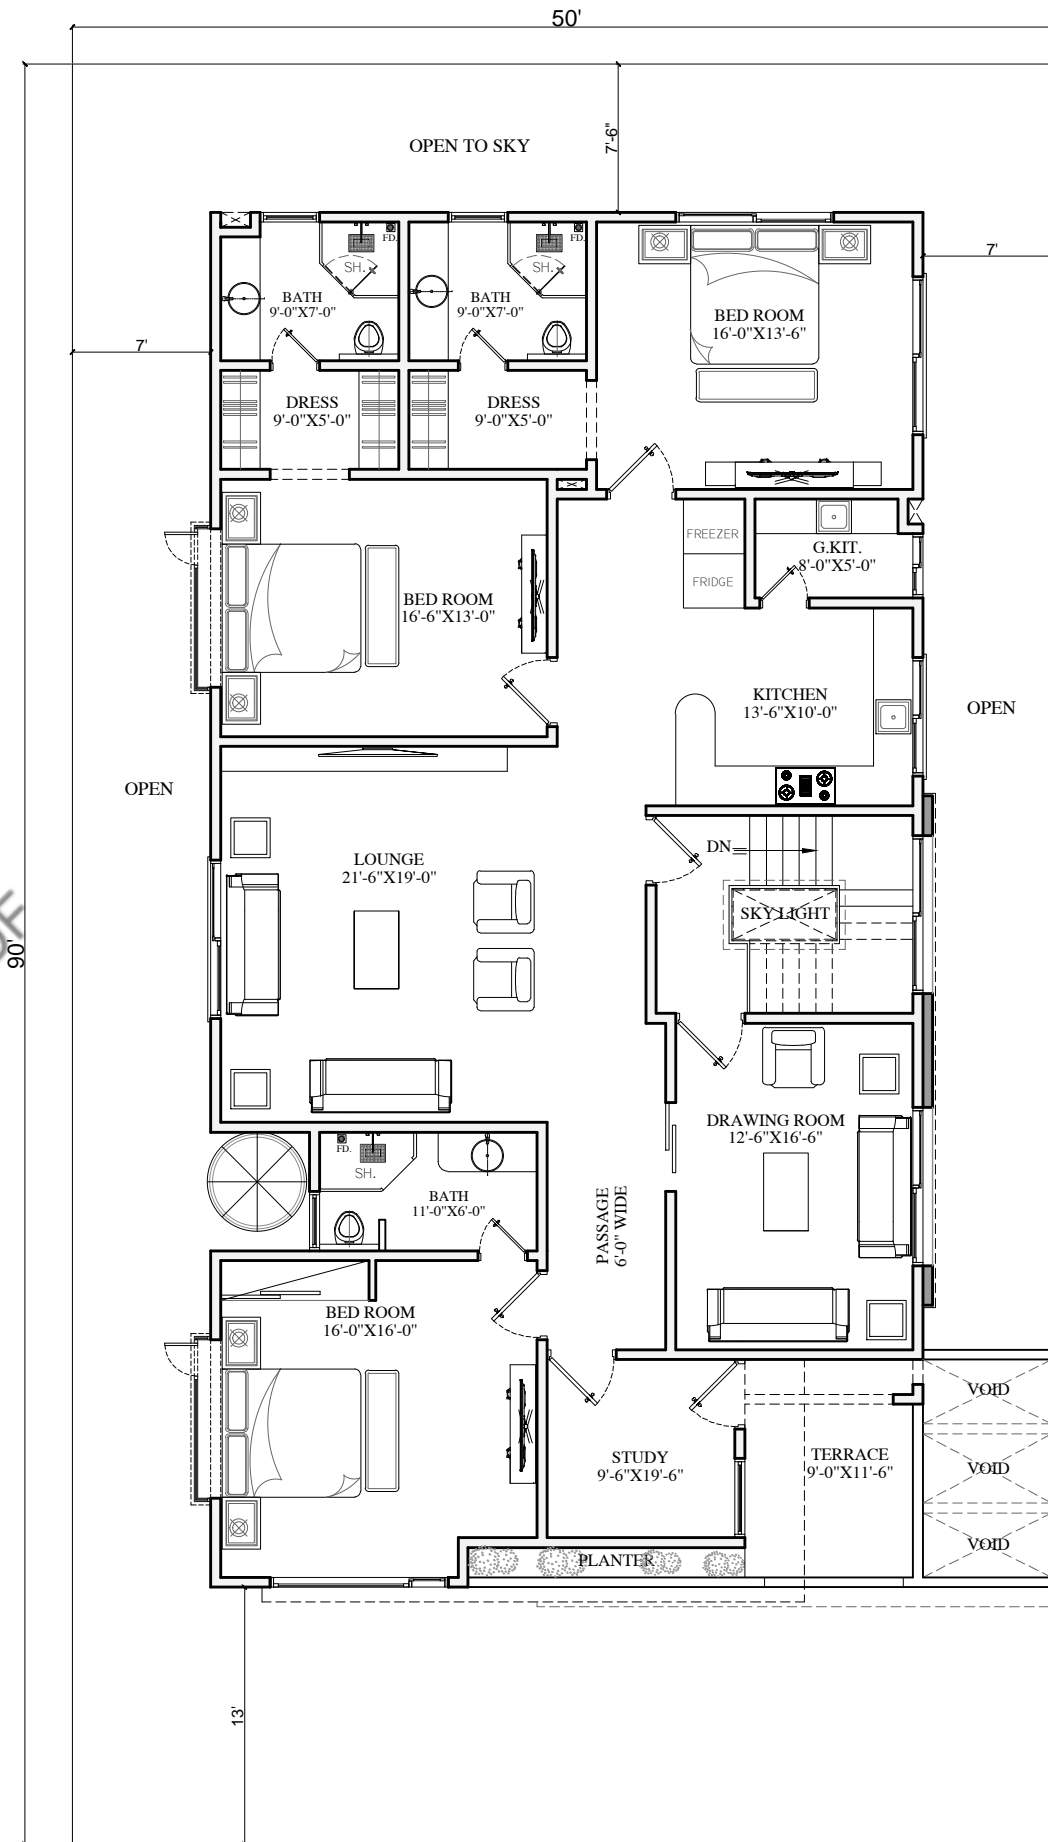 50'
OPEN TO SKY
7'-6"
7'
7'
FD.
SH.
BATH
9'-0"X7'-0"
FD.
SH.
BATH
9'-0"X7'-0"
BED ROOM
16'-0"X13'-6"
DRESS
9'-0"X5'-0"
DRESS
9'-0"X5'-0"
FREEZER
FRIDGE
G.KIT.
8'-0"X5'-0"
BED ROOM
16'-6"X13'-0"
KITCHEN
13'-6"X10'-0"
OPEN
OPEN
LOUNGE
21'-6"X19'-0"
DN
SKY LIGHT
90'
DRAWING ROOM
12'-6"X16'-6"
FD.
SH.
BATH
11'-0"X6'-0"
PASSAGE
6'-0" WIDE
BED ROOM
16'-0"X16'-0"
STUDY
9'-6"X19'-6"
TERRACE
9'-0"X11'-6"
VOID
VOID
VOID
PLANTER
13'